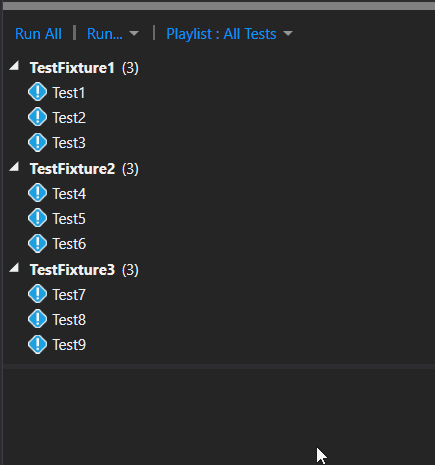 Run All | Run... | Playlist : All Tests
TestFixture1 (3)
Test1
Test2
Test3
TestFixture2 (3)
Test4
Test5
Test6
TestFixture3 (3)
Test7
Test8
Test9